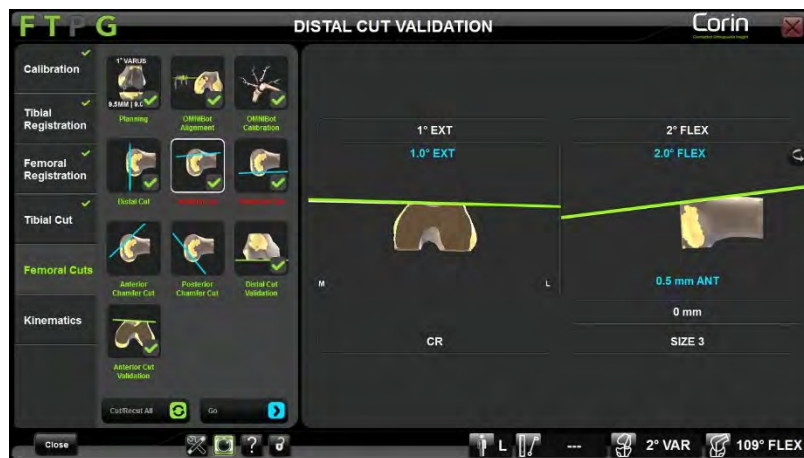 FTPG
DISTAL CUT VALIDATION
Corin
Calibration
Tibial
Registration
Femoral
Registration
Tibial Cut
Femoral Cuts
Kinematics
1° VARUS
9.5MM | 9.0
Planning
OMNIBot
Alignment
OMNIBot
Calibration
Distal Cut
Anterior
Chamfer Cut
Posterior
Chamfer Cut
Distal Cut
Validation
Anterior Cut
Validation
Cut/Recut All
Go
1° EXT
1.0° EXT
M
L
CR
2° FLEX
2.0° FLEX
0.5 mm ANT
0 mm
SIZE 3
Close
?
L
---
2° VAR
109° FLEX